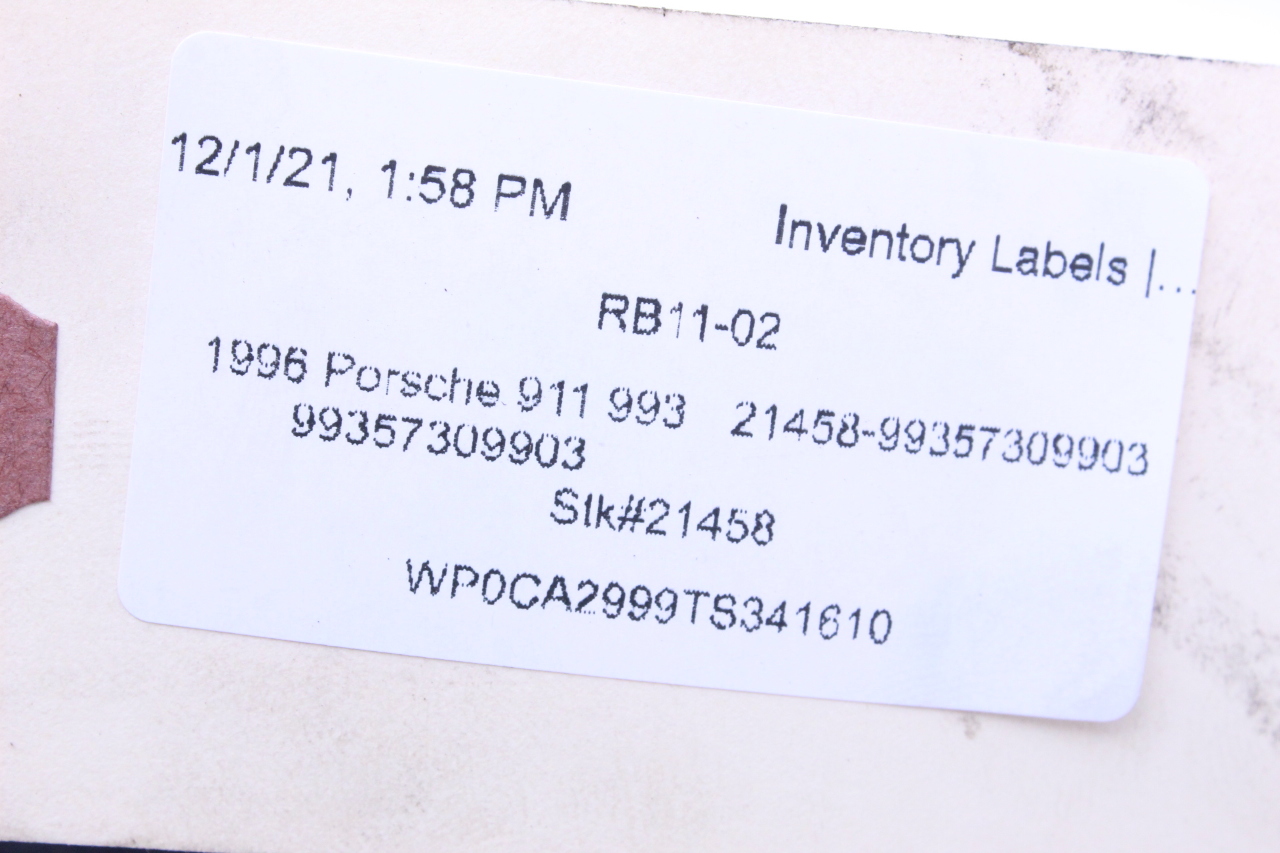 12/1/21, 1:58 PM
Inventory Labels |...
RB11-02
1996 Porsche 911 993 21458-99357309903
99357309903
Stk#21458
WP0CA2999TS341610